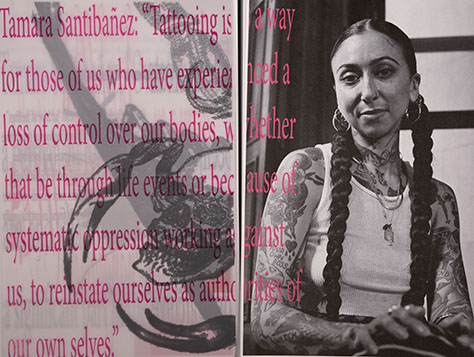 Tamara Santibañez: “Tattooing is a way
for those of us who have experienced a
loss of control over our bodies, whether
that be through life events or because of
systematic oppression working against
us, to reinstate ourselves as authorities of
our own selves.”